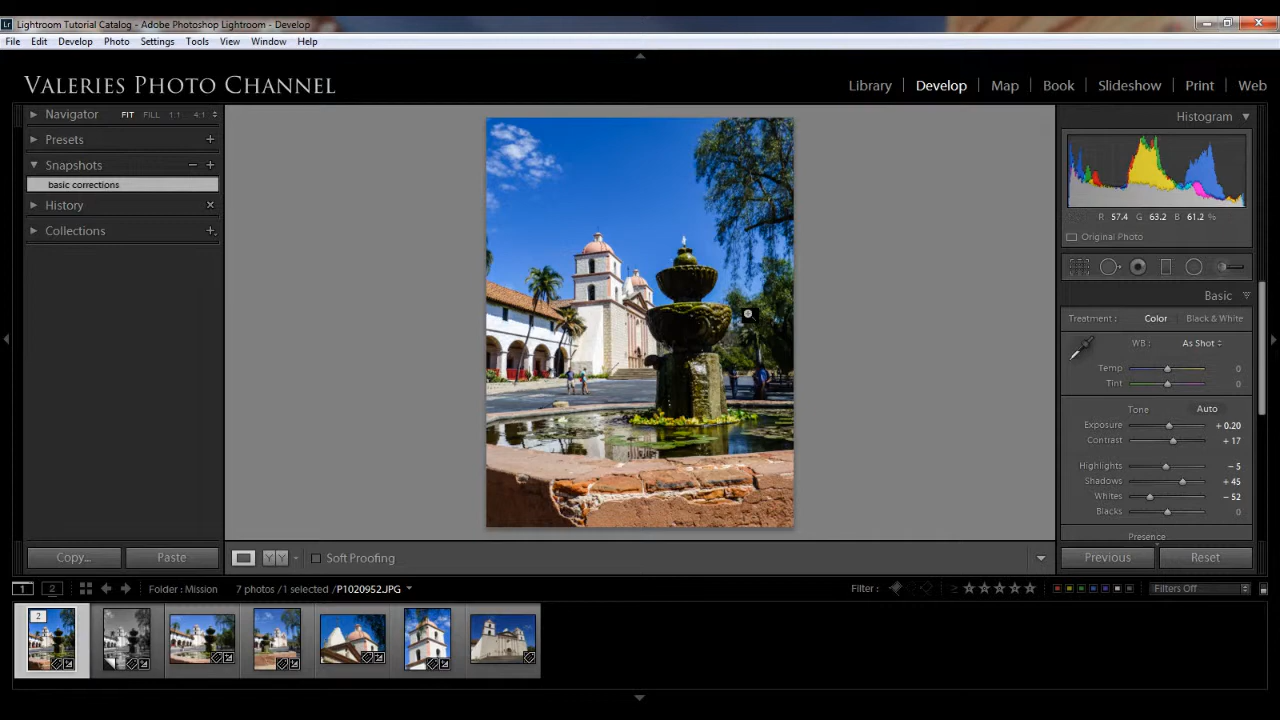 Lr Lightroom Tutorial Catalog - Adobe Photoshop Lightroom - Develop
File Edit Develop Photo Settings Tools View Window Help
VALERIES PHOTO CHANNEL
Library | Develop | Map | Book | Slideshow | Print | Web
Navigator FIT FILL 1:1 4:1
Presets
Snapshots
basic corrections
History
Collections
Copy... Paste
Histogram
R 57.4 G 63.2 B 61.2 %
Original Photo
Basic
Treatment : Color Black & White
WB : As Shot
Temp 0
Tint 0
Tone Auto
Exposure + 0.20
Contrast + 17
Highlights - 5
Shadows + 45
Whites - 52
Blacks 0
Presence
Previous Reset
Y Y Soft Proofing
1 2 Folder : Mission 7 photos / 1 selected / P1020952.JPG Filter : ≥ Filters Off
2